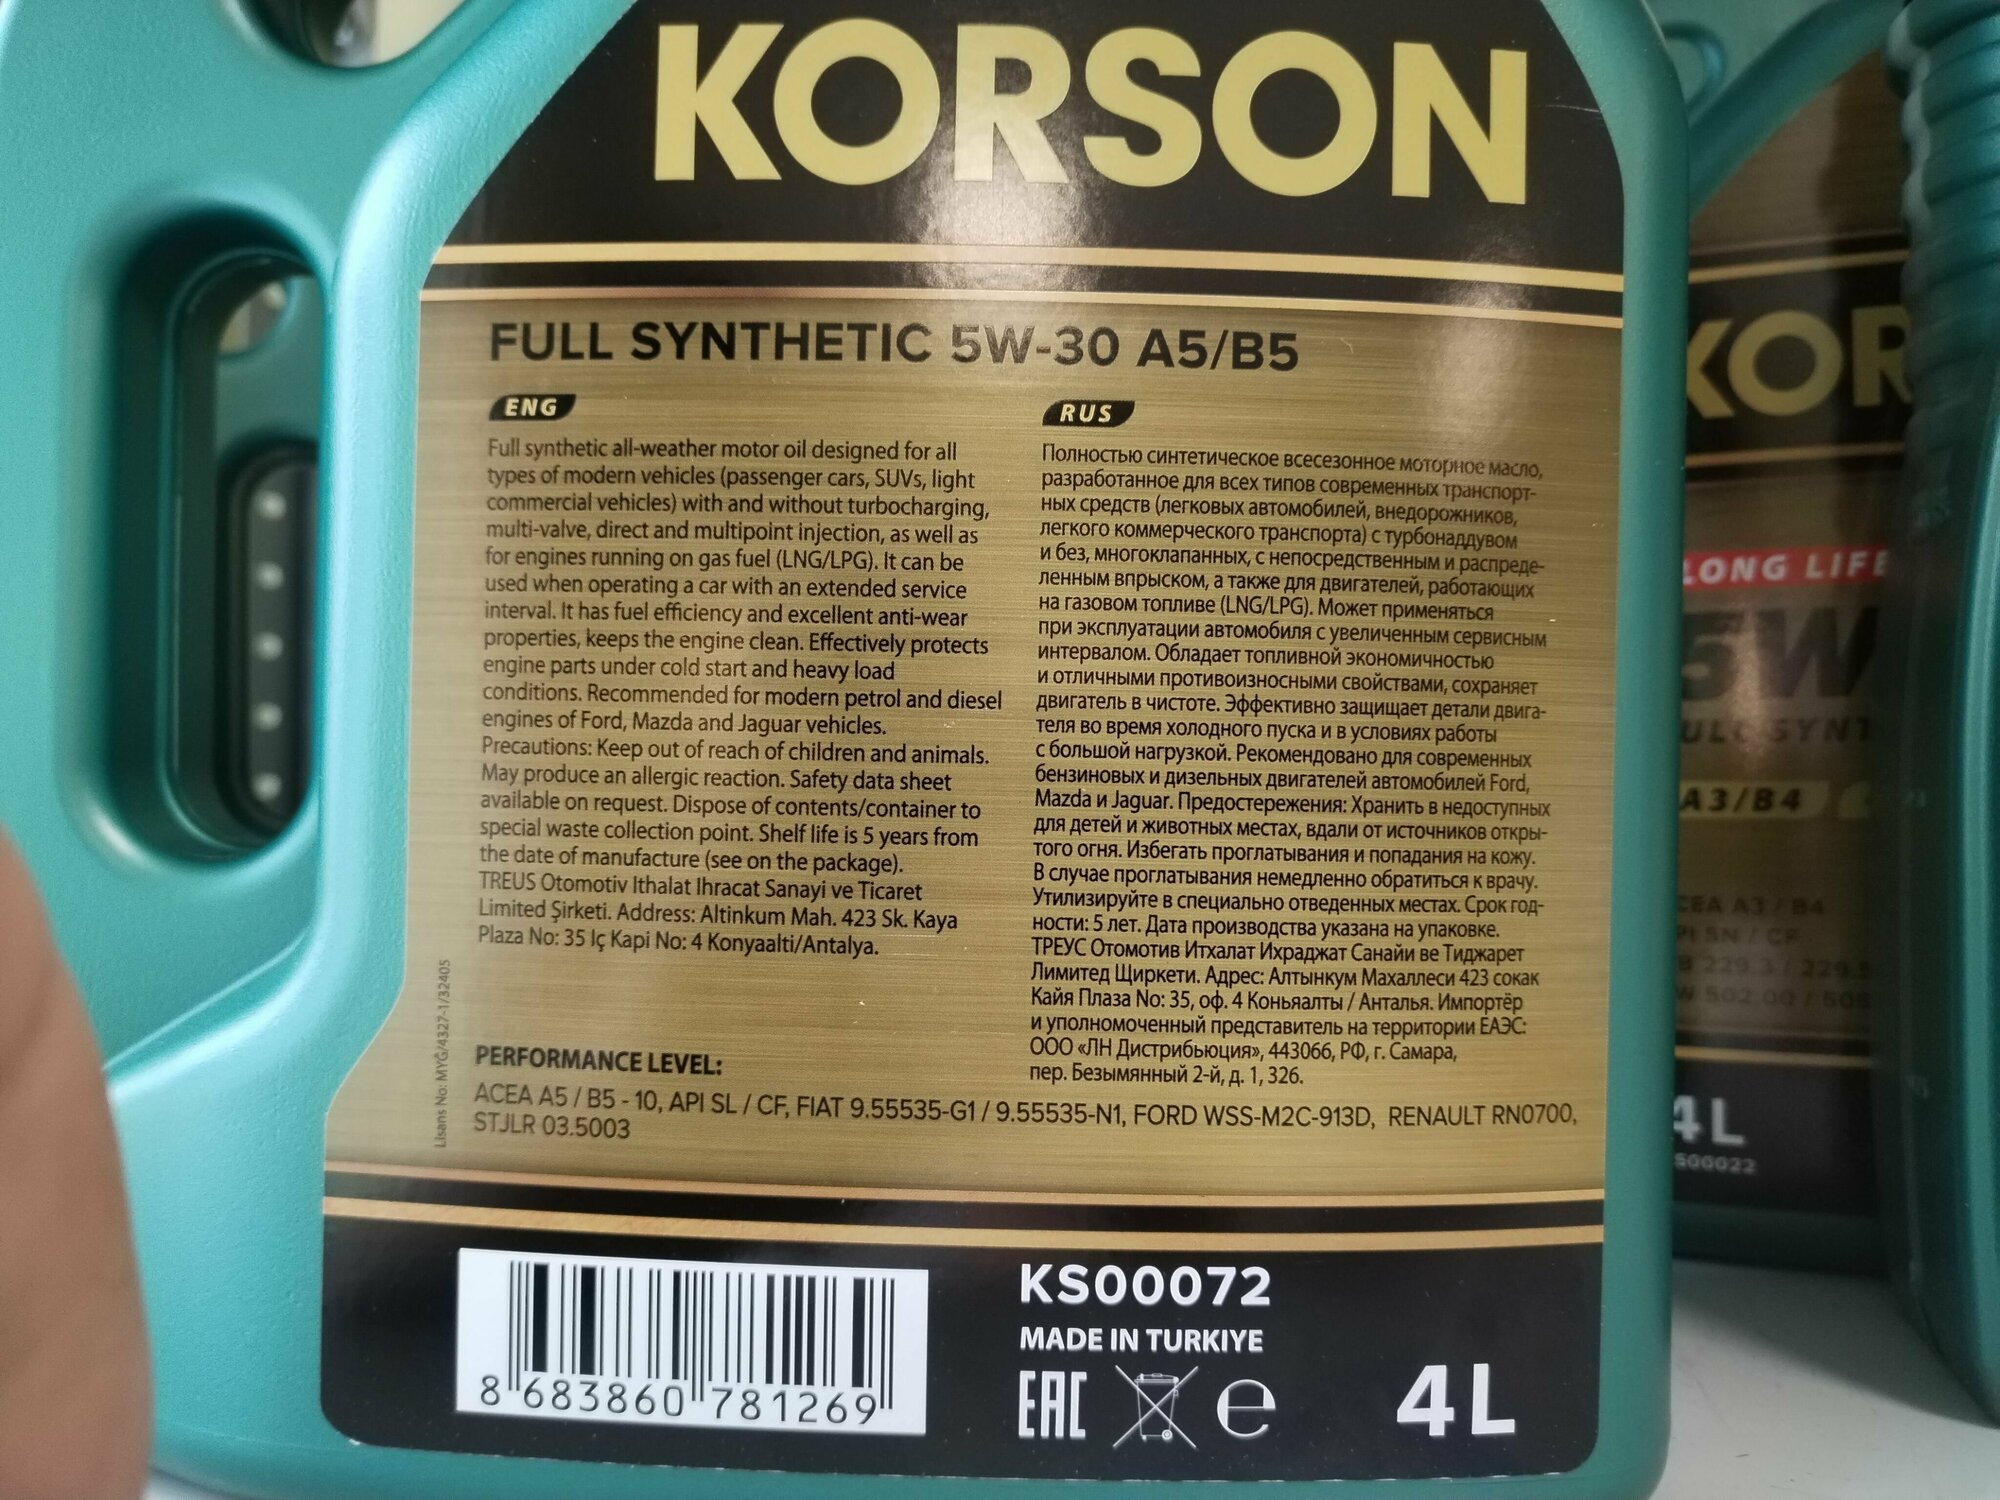 KORSON
FULL SYNTHETIC 5W-30 A5/B5
ENG
Full synthetic all-weather motor oil designed for all
types of modern vehicles (passenger cars, SUVs, light
commercial vehicles) with and without turbocharging,
multi-valve, direct and multipoint injection, as well as
for engines running on gas fuel (LNG/LPG). It can be
used when operating a car with an extended service
interval. It has fuel efficiency and excellent anti-wear
properties, keeps the engine clean. Effectively protects
engine parts under cold start and heavy load
conditions. Recommended for modern petrol and diesel
engines of Ford, Mazda and Jaguar vehicles.
Precautions: Keep out of reach of children and animals.
May produce an allergic reaction. Safety data sheet
available on request. Dispose of contents/container to
special waste collection point. Shelf life is 5 years from
the date of manufacture (see on the package).
TREUS Otomotiv Ithalat Ihracat Sanayi ve Ticaret
Limited Şirketi. Address: Altinkum Mah. 423 Sk. Kaya
Plaza No: 35 Iç Kapi No: 4 Konyaalti/Antalya.
RUS
Полностью синтетическое всесезонное моторное масло,
разработанное для всех типов современных транспорт-
ных средств (легковых автомобилей, внедорожников,
легкого коммерческого транспорта) с турбонаддувом
и без, многоклапанных, с непосредственным и распреде-
ленным впрыском, а также для двигателей, работающих
на газовом топливе (LNG/LPG). Может применяться
при эксплуатации автомобиля с увеличенным сервисным
интервалом. Обладает топливной экономичностью
и отличными противоизносными свойствами, сохраняет
двигатель в чистоте. Эффективно защищает детали двига-
теля во время холодного пуска и в условиях работы
с большой нагрузкой. Рекомендовано для современных
бензиновых и дизельных двигателей автомобилей Ford,
Mazda и Jaguar. Предостережения: Хранить в недоступных
для детей и животных местах, вдали от источников откры-
того огня. Избегать проглатывания и попадания на кожу.
В случае проглатывания немедленно обратиться к врачу.
Утилизируйте в специально отведенных местах. Срок год-
ности: 5 лет. Дата производства указана на упаковке.
ТРЕУС Отомотив Итхалат Ихраджат Санайи ве Тиджарет
Лимитед Щиркети. Адрес: Алтынкум Махаллеси 423 сокак
Кайя Плаза No: 35, оф. 4 Коньяалты / Анталья. Импортёр
и уполномоченный представитель на территории ЕАЭС:
ООО «ЛН Дистрибьюция», 443066, РФ, г. Самара,
пер. Безымянный 2-й, д. 1, 326.
Lisans No: MYĞ/4327-1/32405
PERFORMANCE LEVEL:
ACEA A5 / B5 - 10, API SL / CF, FIAT 9.55535-G1 / 9.55535-N1, FORD WSS-M2C-913D, RENAULT RN0700,
STJLR 03.5003
8 683860 781269
KS00072
MADE IN TURKIYE
EAC
e
4L
KOR
LONG LIFE
5W
A3/B4
4L